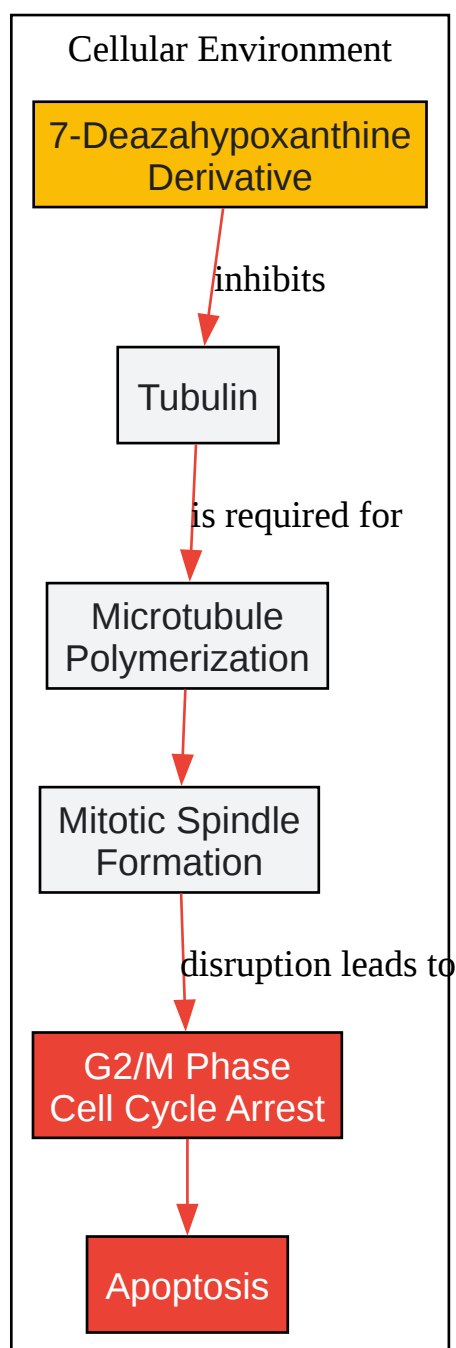 Cellular Environment
7-Deazahypoxanthine
Derivative
inhibits
Tubulin
is required for
Microtubule
Polymerization
Mitotic Spindle
Formation
disruption leads to
G2/M Phase
Cell Cycle Arrest
Apoptosis